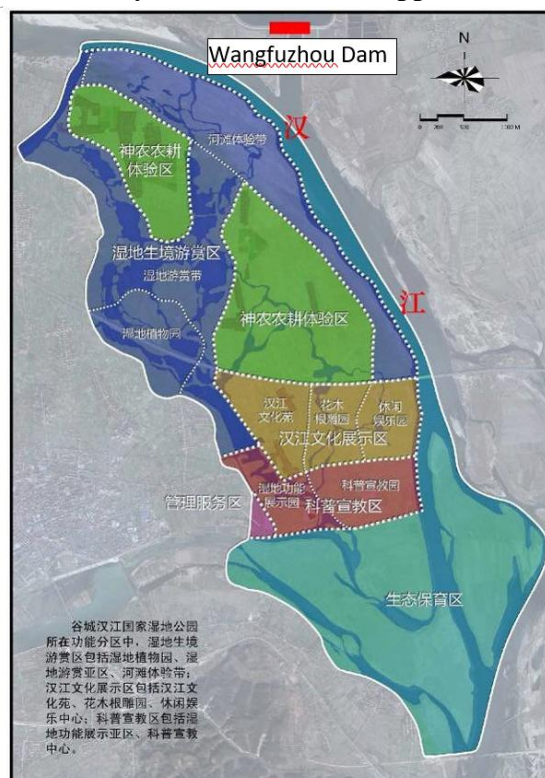 Wangfuzhou Dam
N
汉
河滩体验带
神农农耕
体验区
湿地生境游赏区
湿地游赏带
江
湿地植物园
神农农耕体验区
汉江
文化苑
花木
根雕园
休闲
娱乐园
汉江文化展示区
湿地功能
展示园
科普宣教园
管理服务区
科普宣教区
生态保育区
谷城汉江国家湿地公园
所在功能分区中，湿地生境
游赏区包括湿地植物园、湿
地游赏亚区、河滩体验带；
汉江文化展示区包括汉江文
化苑、花木根雕园、休闲娱
乐中心；科普宣教区包括湿
地功能展示亚区、科普宣教
中心。